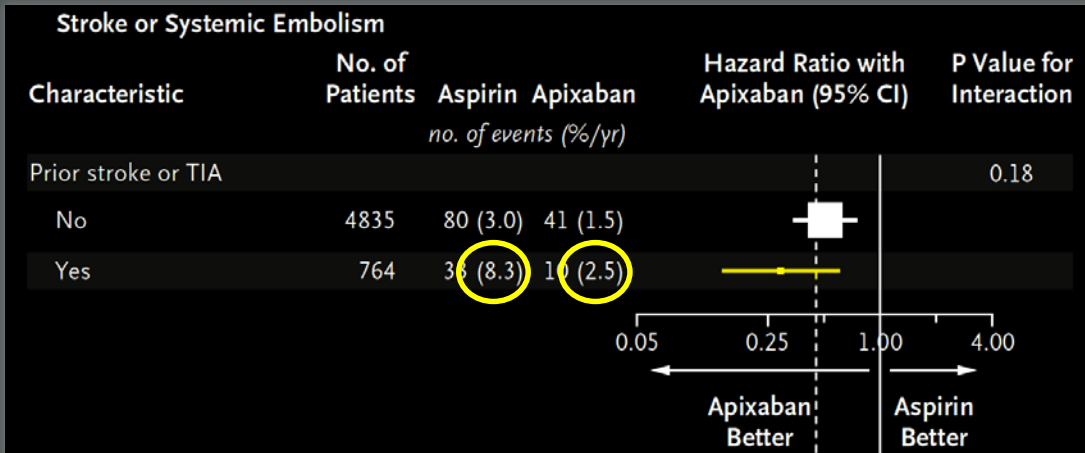 Stroke or Systemic Embolism
Characteristic No. of Patients Aspirin Apixaban Hazard Ratio with Apixaban (95% CI) P Value for Interaction
no. of events (%/yr)
Prior stroke or TIA 0.18
No 4835 80 (3.0) 41 (1.5)
Yes 764 33 (8.3) 10 (2.5)
0.05 0.25 1.00 4.00
Apixaban Better Aspirin Better